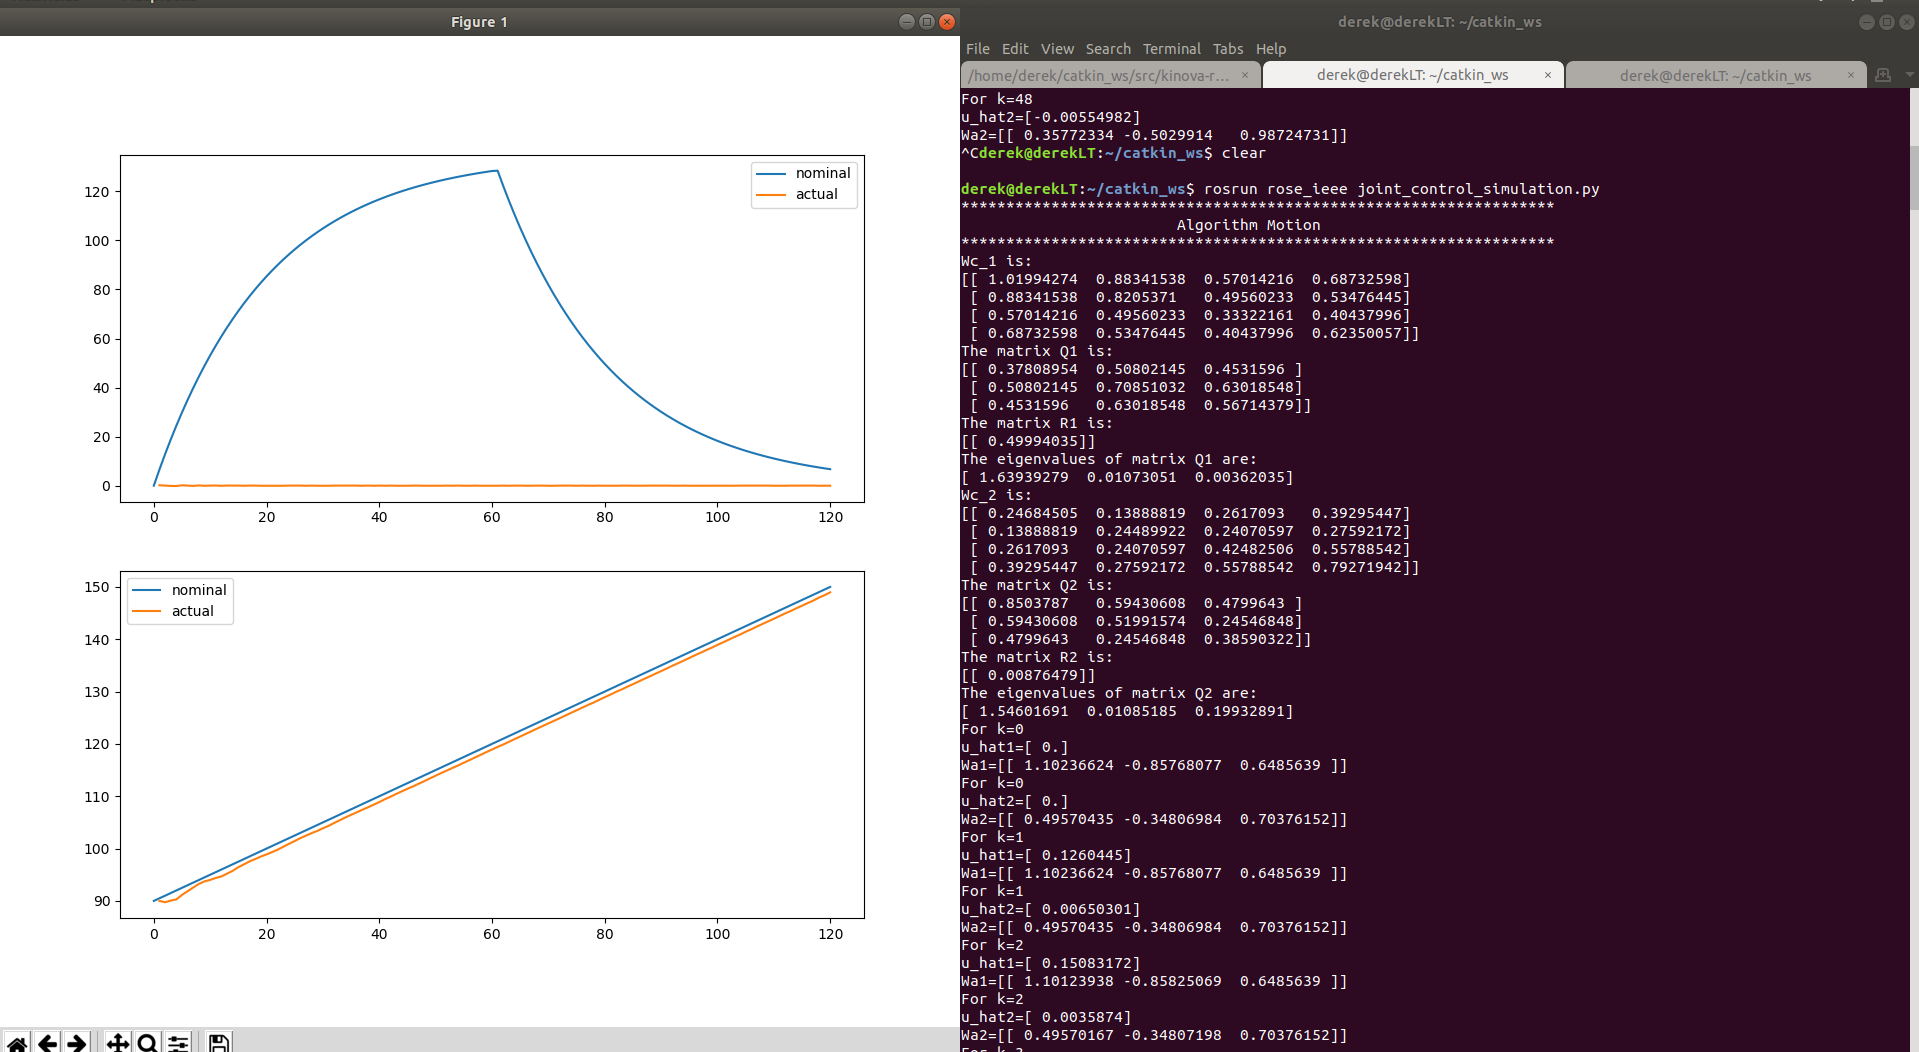 Figure 1
nominal
actual
120
100
80
60
40
20
0
0 20 40 60 80 100 120
nominal
actual
150
140
130
120
110
100
90
0 20 40 60 80 100 120
derek@derekLT: ~/catkin_ws
File Edit View Search Terminal Tabs Help
/home/derek/catkin_ws/src/kinova-r... × derek@derekLT: ~/catkin_ws × derek@derekLT: ~/catkin_ws ×
For k=48
u_hat2=[-0.00554982]
Wa2=[[ 0.35772334 -0.5029914   0.98724731]]
^Cderek@derekLT:~/catkin_ws$ clear
derek@derekLT:~/catkin_ws$ rosrun rose_ieee joint_control_simulation.py
******************************************************************
Algorithm Motion
******************************************************************
Wc_1 is:
[[ 1.01994274  0.88341538  0.57014216  0.68732598]
[ 0.88341538  0.8205371   0.49560233  0.53476445]
[ 0.57014216  0.49560233  0.33322161  0.40437996]
[ 0.68732598  0.53476445  0.40437996  0.62350057]]
The matrix Q1 is:
[[ 0.37808954  0.50802145  0.4531596 ]
[ 0.50802145  0.70851032  0.63018548]
[ 0.4531596   0.63018548  0.56714379]]
The matrix R1 is:
[[ 0.49994035]]
The eigenvalues of matrix Q1 are:
[ 1.63939279  0.01073051  0.00362035]
Wc_2 is:
[[ 0.24684505  0.13888819  0.2617093   0.39295447]
[ 0.13888819  0.24489922  0.24070597  0.27592172]
[ 0.2617093   0.24070597  0.42482506  0.55788542]
[ 0.39295447  0.27592172  0.55788542  0.79271942]]
The matrix Q2 is:
[[ 0.8503787   0.59430608  0.4799643 ]
[ 0.59430608  0.51991574  0.24546848]
[ 0.4799643   0.24546848  0.38590322]]
The matrix R2 is:
[[ 0.00876479]]
The eigenvalues of matrix Q2 are:
[ 1.54601691  0.01085185  0.19932891]
For k=0
u_hat1=[ 0.]
Wa1=[[ 1.10236624 -0.85768077  0.6485639 ]]
For k=0
u_hat2=[ 0.]
Wa2=[[ 0.49570435 -0.34806984  0.70376152]]
For k=1
u_hat1=[ 0.1260445]
Wa1=[[ 1.10236624 -0.85768077  0.6485639 ]]
For k=1
u_hat2=[ 0.00650301]
Wa2=[[ 0.49570435 -0.34806984  0.70376152]]
For k=2
u_hat1=[ 0.15083172]
Wa1=[[ 1.10123938 -0.85825069  0.6485639 ]]
For k=2
u_hat2=[ 0.0035874]
Wa2=[[ 0.49570167 -0.34807198  0.70376152]]